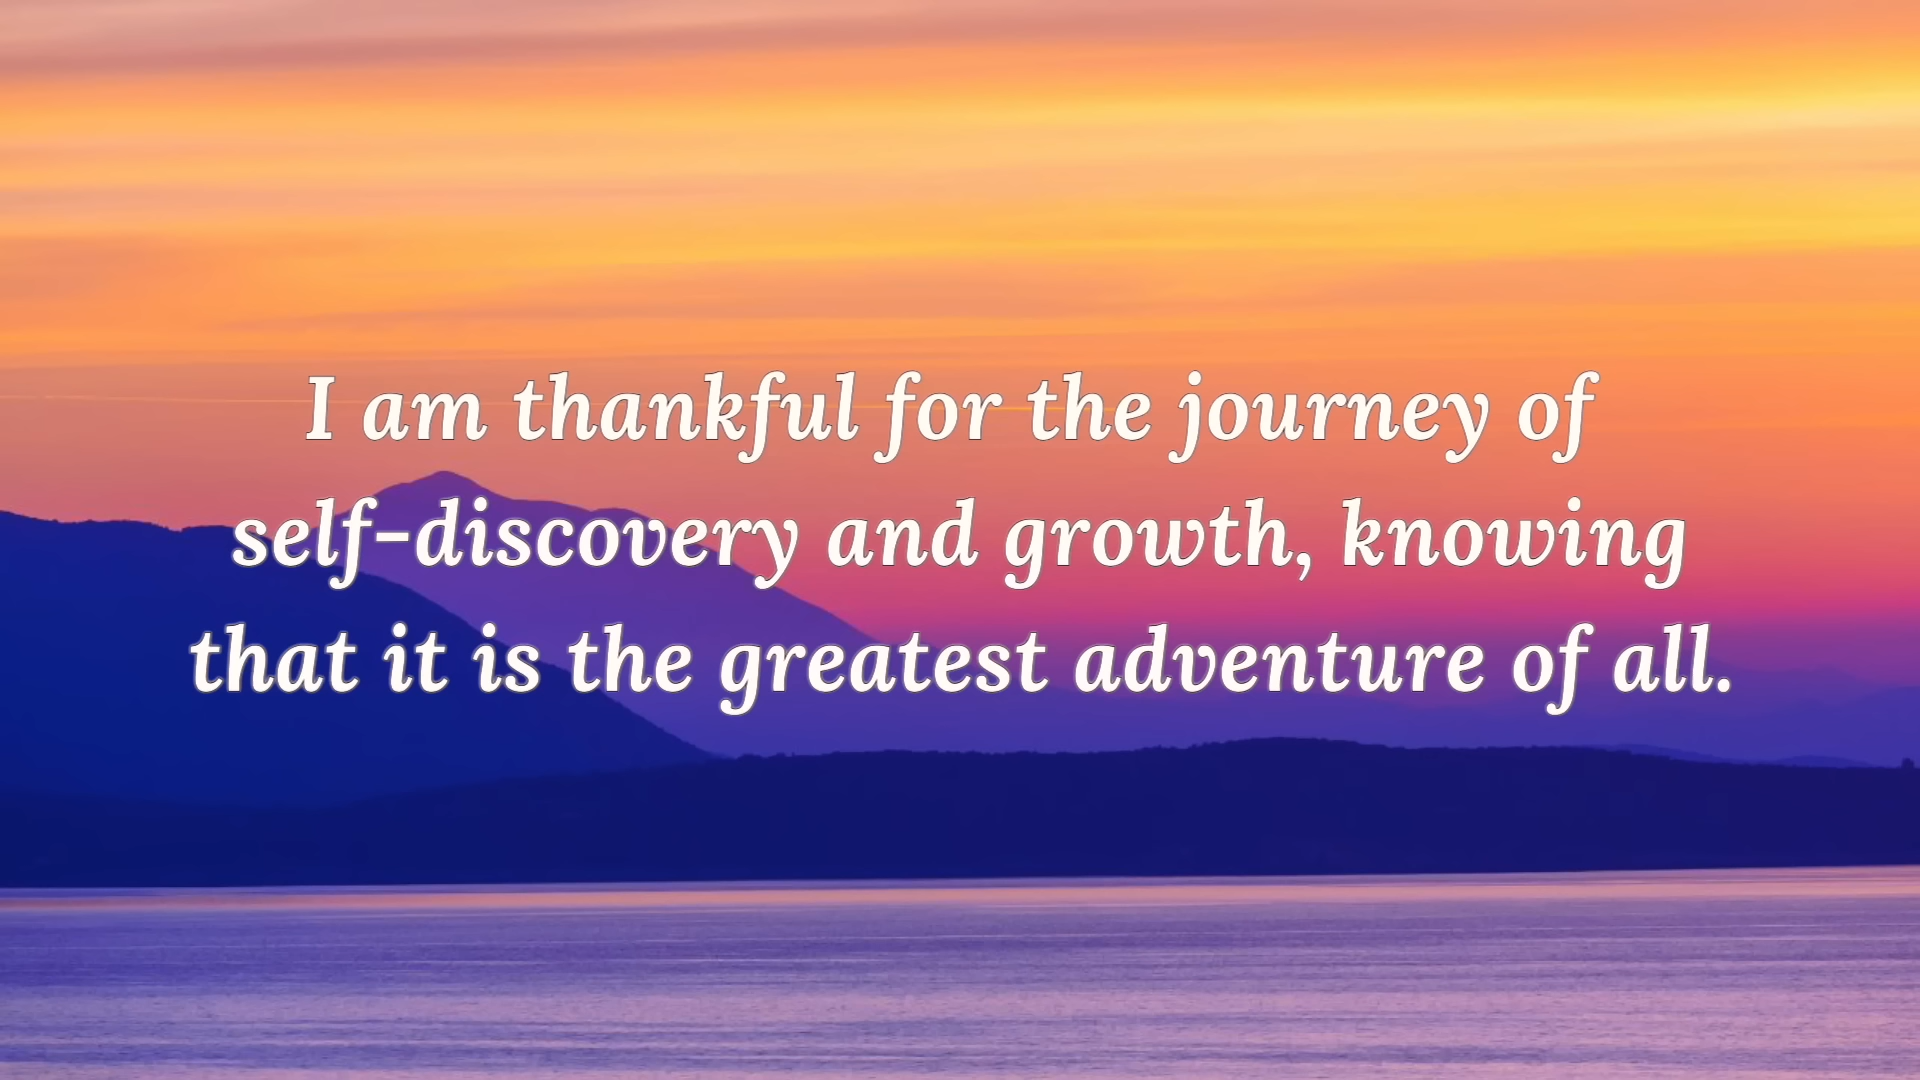 I am thankful for the journey of
self-discovery and growth, knowing
that it is the greatest adventure of all.